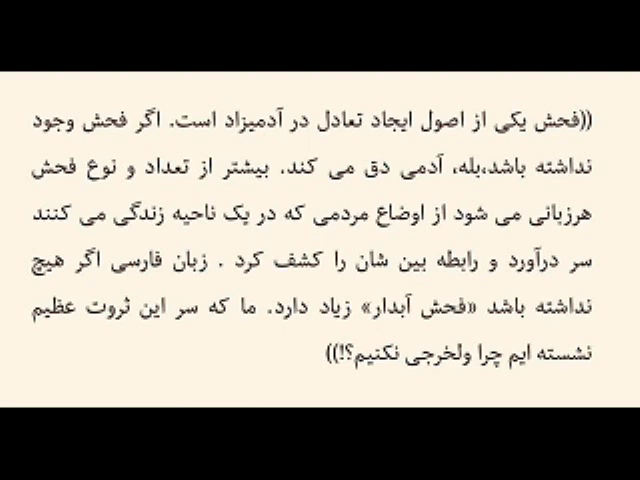 ((فحش یکی از اصول ایجاد تعادل در آدمیزاد است. اگر فحش وجود
نداشته باشد،بله، آدمی دق می کند. بیشتر از تعداد و نوع فحش
هرزبانی می شود از اوضاع مردمی که در یک ناحیه زندگی می کنند
سر درآورد و رابطه بین شان را کشف کرد . زبان فارسی اگر هیچ
نداشته باشد «فحش آبدار» زیاد دارد. ما که سر این ثروت عظیم
نشسته ایم چرا ولخرجی نکنیم؟!))